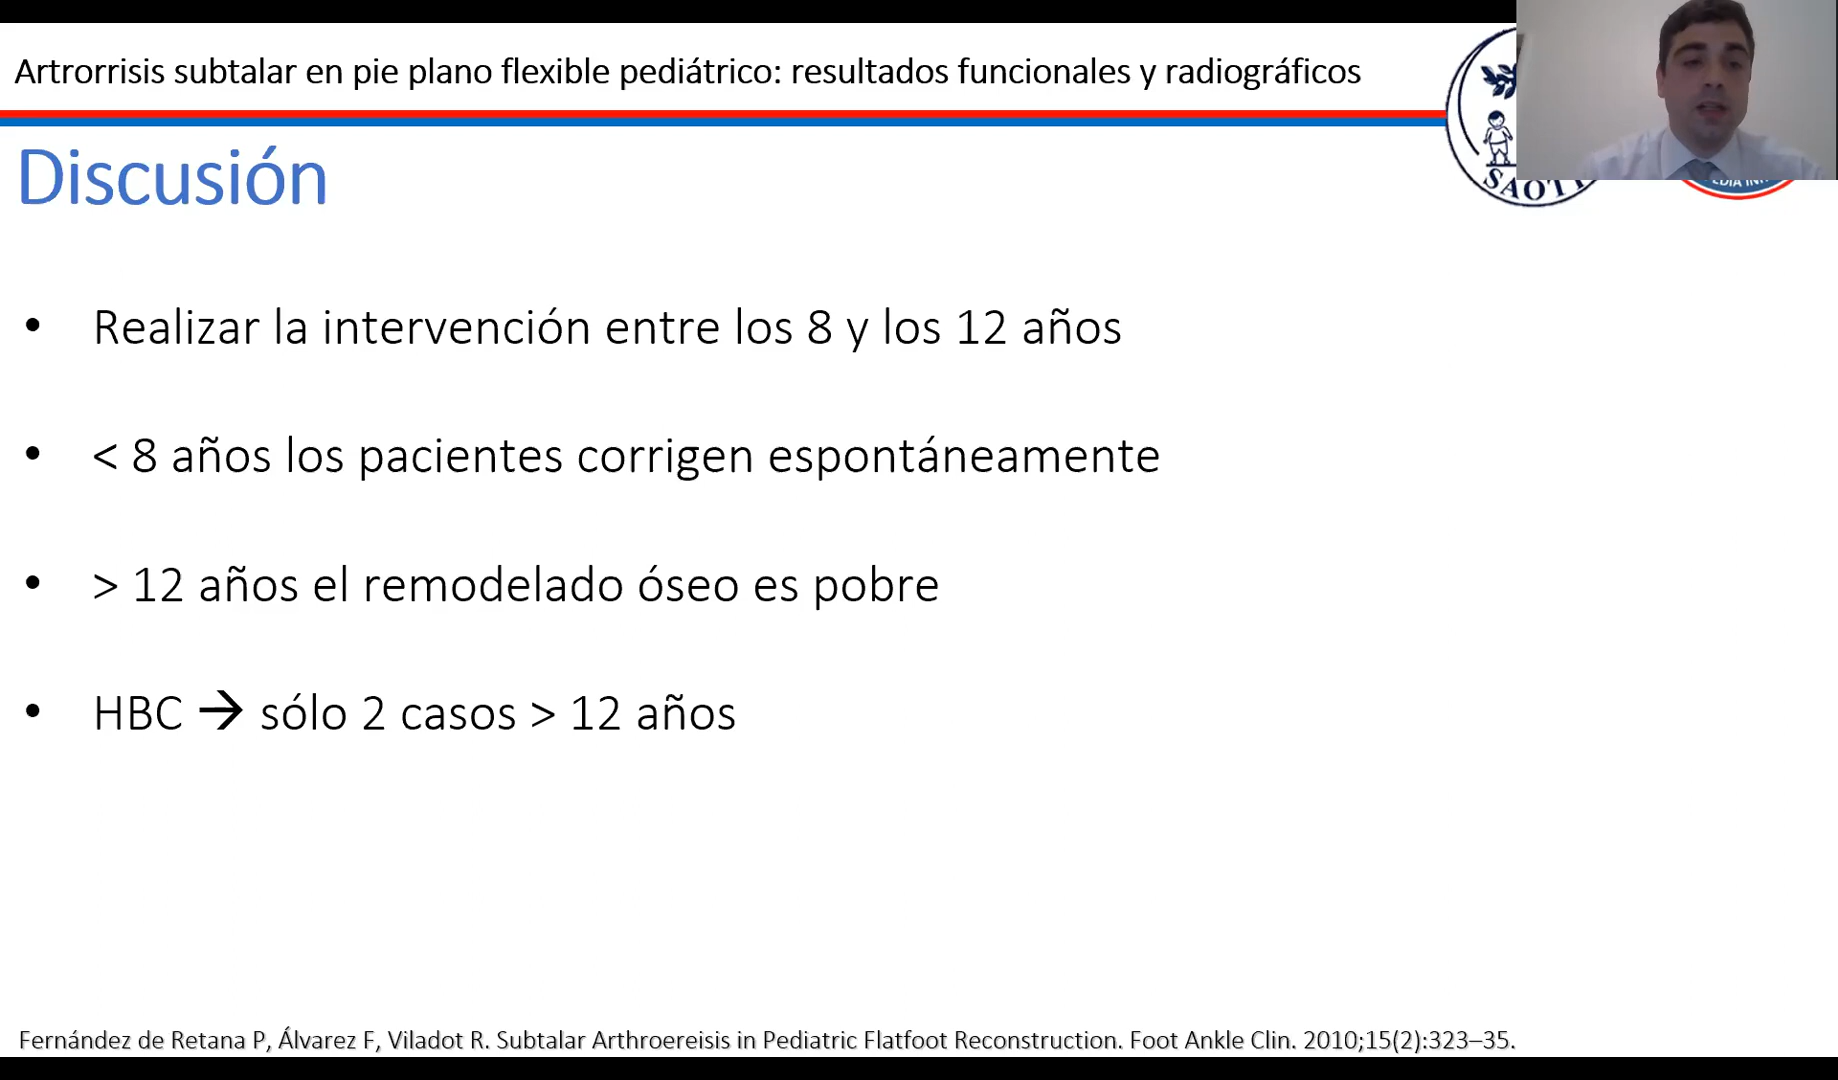 Artrorrisis subtalar en pie plano flexible pediátrico: resultados funcionales y radiográficos
Discusión
• Realizar la intervención entre los 8 y los 12 años
• < 8 años los pacientes corrigen espontáneamente
• > 12 años el remodelado óseo es pobre
• HBC → sólo 2 casos > 12 años
Fernández de Retana P, Álvarez F, Viladot R. Subtalar Arthroereisis in Pediatric Flatfoot Reconstruction. Foot Ankle Clin. 2010;15(2):323–35.